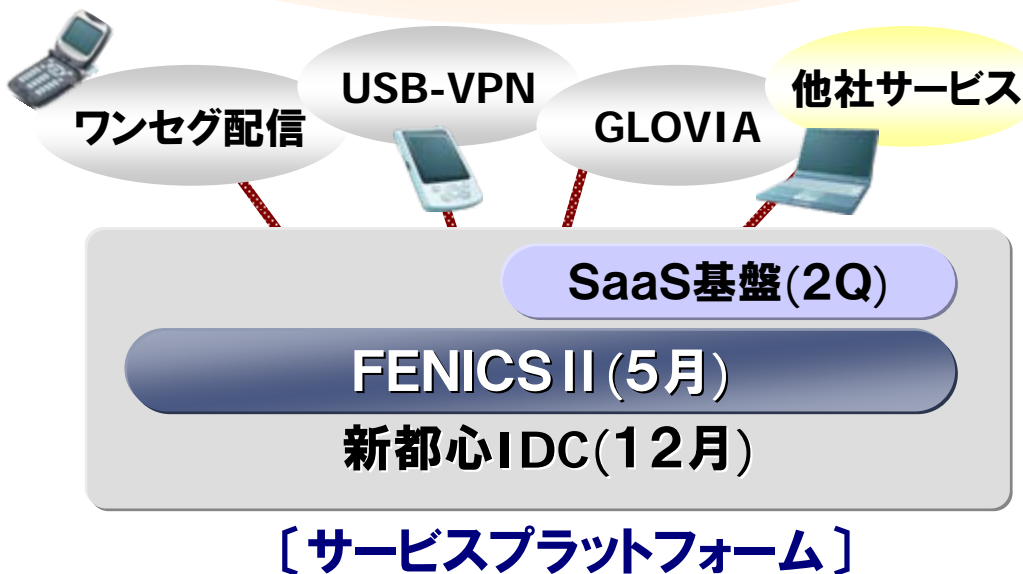 ワンセグ配信
USB-VPN
GLOVIA
他社サービス
SaaS基盤(2Q)
FENICSⅡ(5月)
新都心IDC(12月)
〔サービスプラットフォーム〕